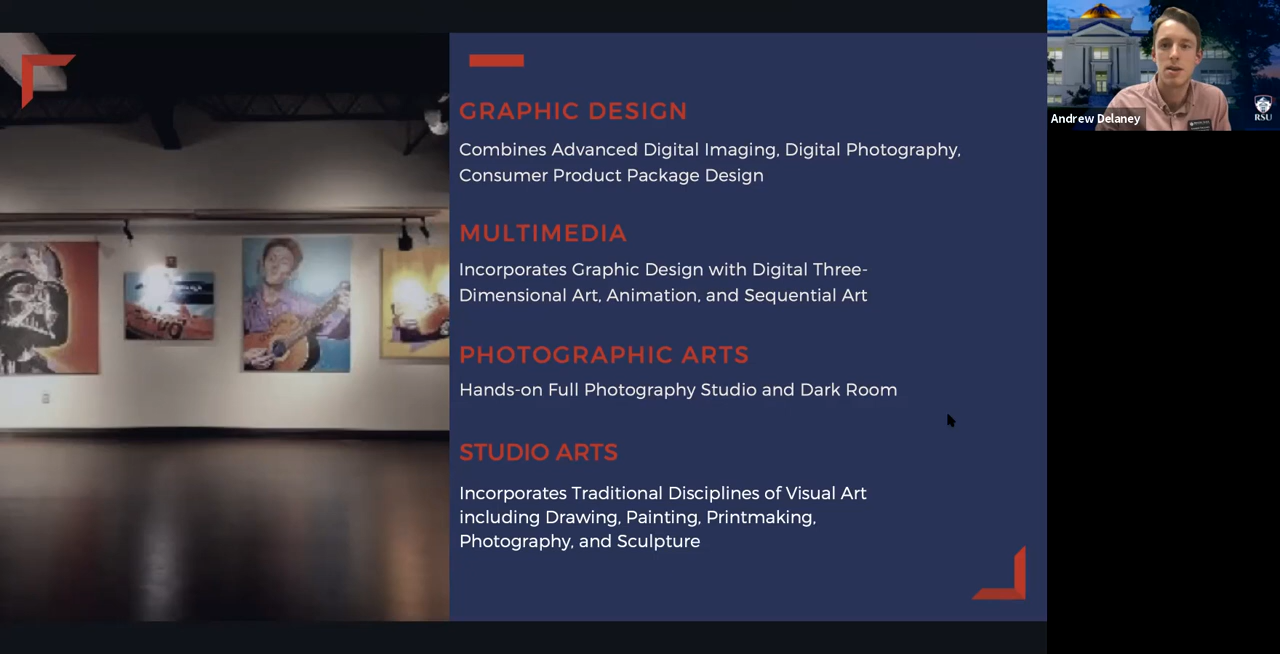 GRAPHIC DESIGN
Combines Advanced Digital Imaging, Digital Photography,
Consumer Product Package Design
MULTIMEDIA
Incorporates Graphic Design with Digital Three-
Dimensional Art, Animation, and Sequential Art
PHOTOGRAPHIC ARTS
Hands-on Full Photography Studio and Dark Room
STUDIO ARTS
Incorporates Traditional Disciplines of Visual Art
including Drawing, Painting, Printmaking,
Photography, and Sculpture
Andrew Delaney
RSU